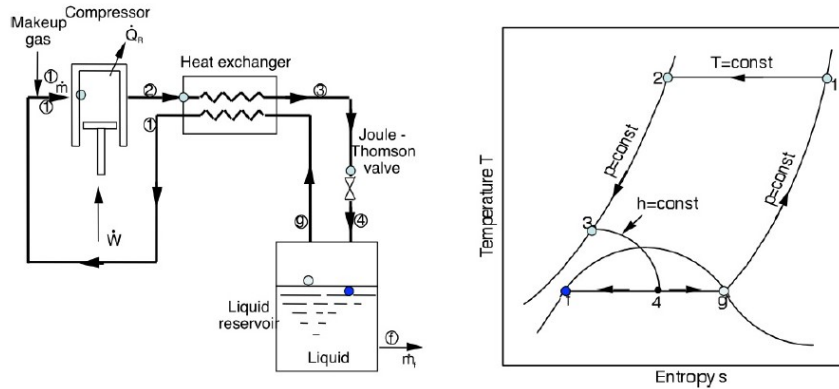 Makeup
gas
Compressor
Q̇R
① ṁ
①
②
①
Heat exchanger
③
Joule -
Thomson
valve
④
ⓖ
Ẇ
Liquid
reservoir
Liquid
ⓕ
ṁf
Temperature T
2
T=const
1
p=const
p=const
3
h=const
f
4
g
Entropy s